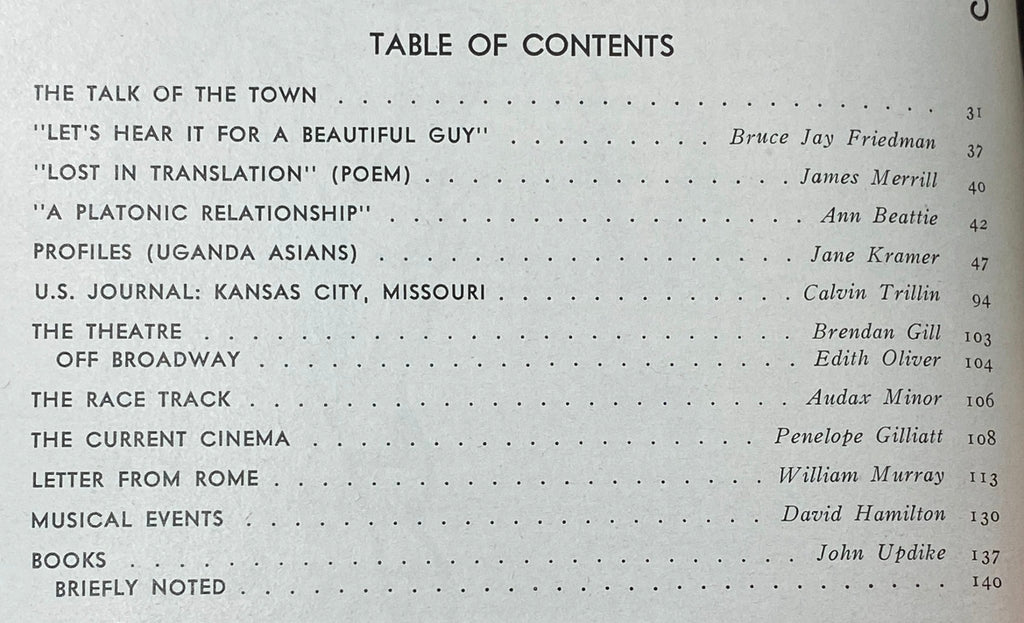 TABLE OF CONTENTS
THE TALK OF THE TOWN . . . . . . . . . . . . . . . . . . . . . . . . . 31
"LET'S HEAR IT FOR A BEAUTIFUL GUY" . . . . . . . . . Bruce Jay Friedman 37
"LOST IN TRANSLATION" (POEM) . . . . . . . . . . . . . . . . James Merrill 40
"A PLATONIC RELATIONSHIP" . . . . . . . . . . . . . . . . . Ann Beattie 42
PROFILES (UGANDA ASIANS) . . . . . . . . . . . . . . . . . Jane Kramer 47
U.S. JOURNAL: KANSAS CITY, MISSOURI . . . . . . . . . . . . . Calvin Trillin 94
THE THEATRE . . . . . . . . . . . . . . . . . . . . . . . . . Brendan Gill 103
OFF BROADWAY . . . . . . . . . . . . . . . . . . . . . . . Edith Oliver 104
THE RACE TRACK . . . . . . . . . . . . . . . . . . . . . . . Audax Minor 106
THE CURRENT CINEMA . . . . . . . . . . . . . . . . . . . Penelope Gilliatt 108
LETTER FROM ROME . . . . . . . . . . . . . . . . . . . . . William Murray 113
MUSICAL EVENTS . . . . . . . . . . . . . . . . . . . . . . David Hamilton 130
BOOKS . . . . . . . . . . . . . . . . . . . . . . . . . . . . John Updike 137
BRIEFLY NOTED . . . . . . . . . . . . . . . . . . . . . . . . . . . . . 140